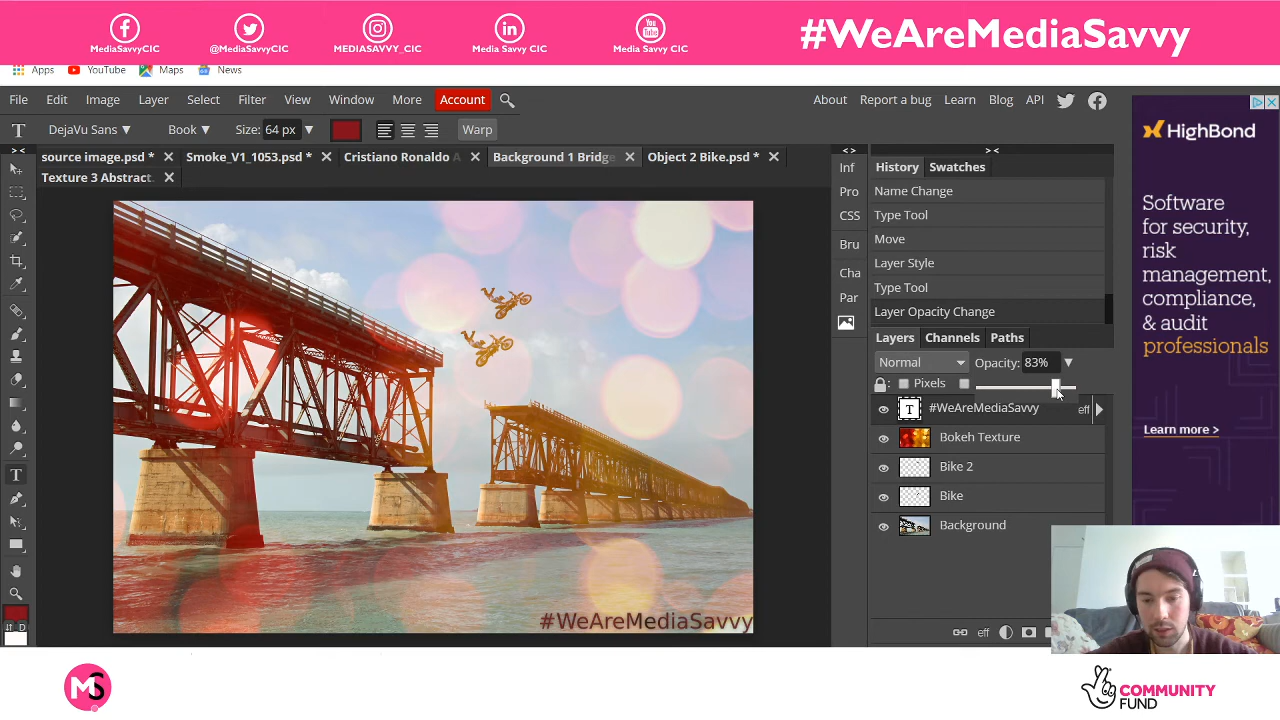 #WeAreMediaSavvy
MediaSavvyCIC
@MediaSavvyCIC
MEDIASAVVY_CIC
Media Savvy CIC
You Tube
Media Savvy CIC
Apps YouTube Maps News
File Edit Image Layer Select Filter View Window More Account
About Report a bug Learn Blog API
T DejaVu Sans ▼ Book ▼ Size: 64 px ▼ Warp
source image.psd * Smoke_V1_1053.psd * Cristiano Ronaldo Background 1 Bridge Object 2 Bike.psd *
Texture 3 Abstract
#WeAreMediaSavvy
Inf
Pro
CSS
Bru
Cha
Par
History Swatches
Name Change
Type Tool
Move
Layer Style
Type Tool
Layer Opacity Change
Layers Channels Paths
Normal Opacity: 83% ▼
Pixels
T #WeAreMediaSavvy eff
Bokeh Texture
Bike 2
Bike
Background
eff
D
HighBond
Software
for security,
risk
management,
compliance,
& audit
professionals
Learn more >
MS
COMMUNITY
FUND